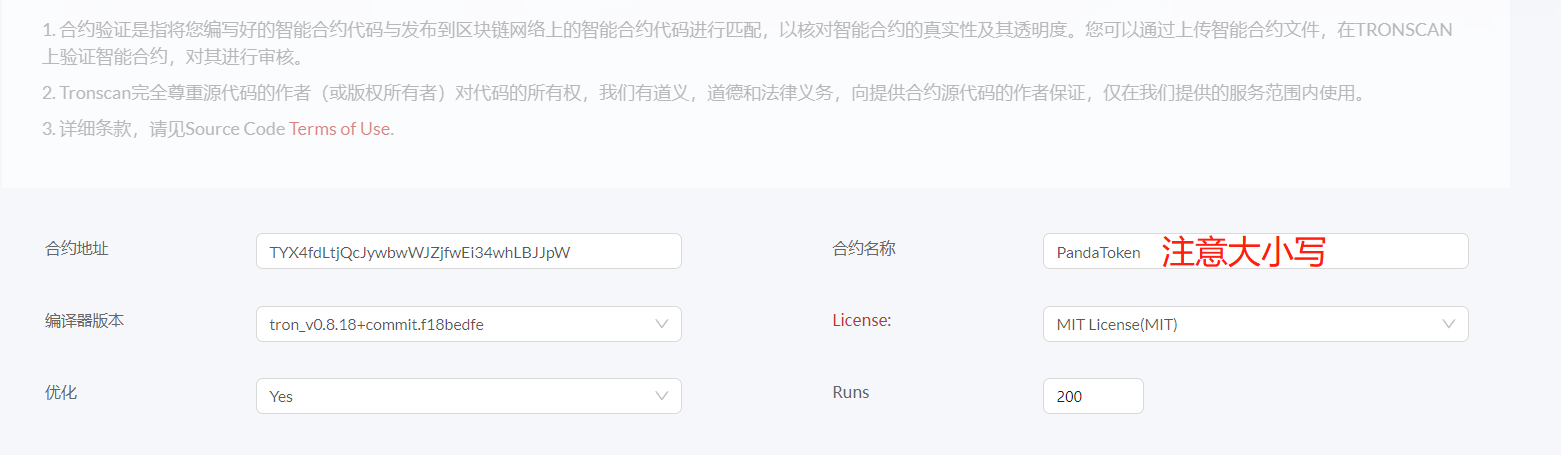 1. 合约验证是指将您编写好的智能合约代码与发布到区块链网络上的智能合约代码进行匹配，以核对智能合约的真实性及其透明度。您可以通过上传智能合约文件，在TRONSCAN
上验证智能合约，对其进行审核。
2. Tronscan完全尊重源代码的作者（或版权所有者）对代码的所有权，我们有道义，道德和法律义务，向提供合约源代码的作者保证，仅在我们提供的服务范围内使用。
3. 详细条款，请见Source Code Terms of Use.
合约地址 TYX4fdLtjQcJywbwWJZjfwEi34whLBJJpW 合约名称 PandaToken 注意大小写
编译器版本 tron_v0.8.18+commit.f18bedfe License: MIT License(MIT)
优化 Yes Runs 200